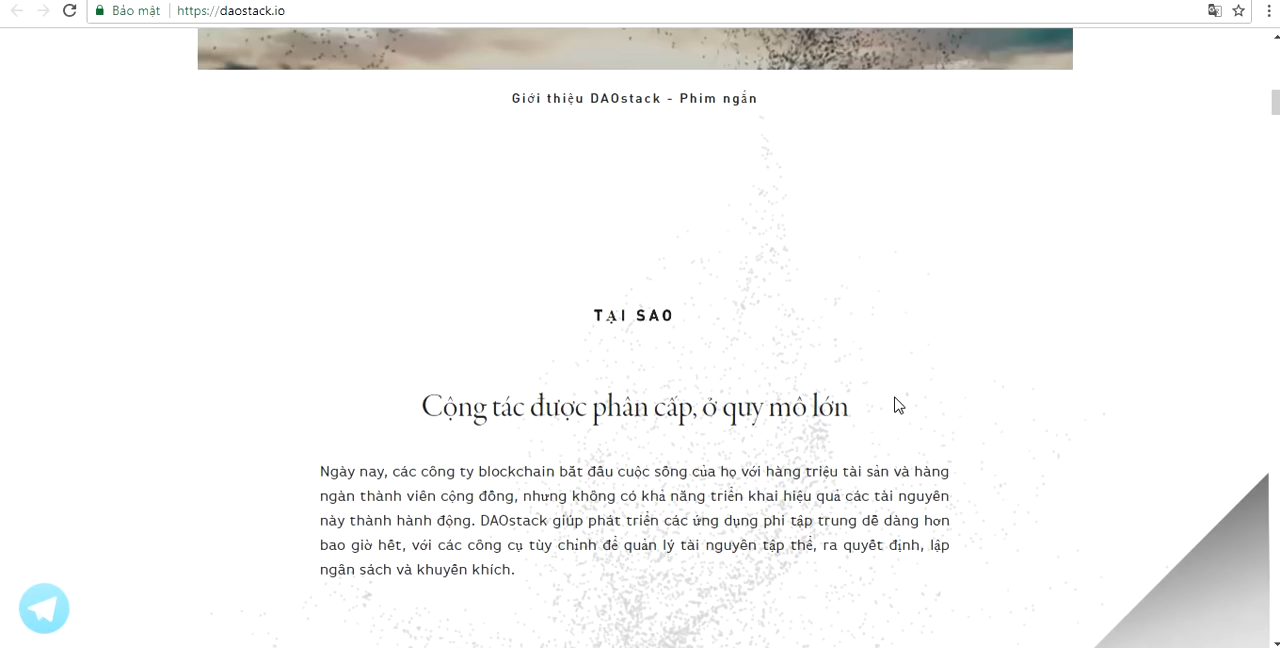 Bảo mật | https://daostack.io
Giới thiệu DAOstack - Phim ngắn
TẠI SAO
Cộng tác được phân cấp, ở quy mô lớn
Ngày nay, các công ty blockchain bắt đầu cuộc sống của họ với hàng triệu tài sản và hàng
ngàn thành viên cộng đồng, nhưng không có khả năng triển khai hiệu quả các tài nguyên
này thành hành động. DAOstack giúp phát triển các ứng dụng phi tập trung dễ dàng hơn
bao giờ hết, với các công cụ tùy chỉnh để quản lý tài nguyên tập thể, ra quyết định, lập
ngân sách và khuyến khích.